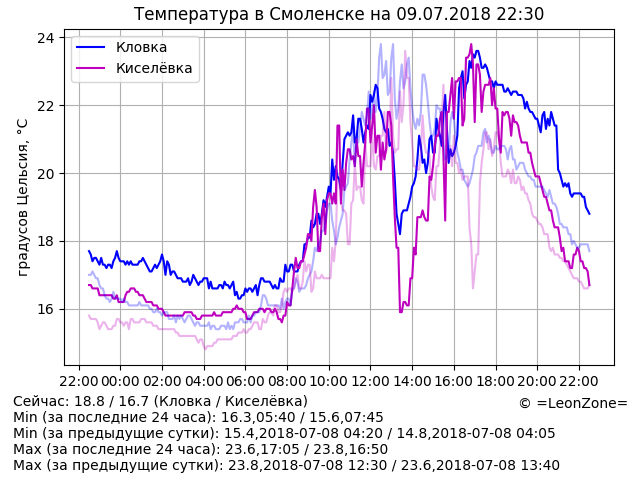 Температура в Смоленске на 09.07.2018 22:30
Кловка
Киселёвка
градусов Цельсия, °C
24
22
20
18
16
22:00 00:00 02:00 04:00 06:00 08:00 10:00 12:00 14:00 16:00 18:00 20:00 22:00
Сейчас: 18.8 / 16.7 (Кловка / Киселёвка)
© =LeonZone=
Min (за последние 24 часа): 16.3,05:40 / 15.6,07:45
Min (за предыдущие сутки): 15.4,2018-07-08 04:20 / 14.8,2018-07-08 04:05
Max (за последние 24 часа): 23.6,17:05 / 23.8,16:50
Max (за предыдущие сутки): 23.8,2018-07-08 12:30 / 23.6,2018-07-08 13:40